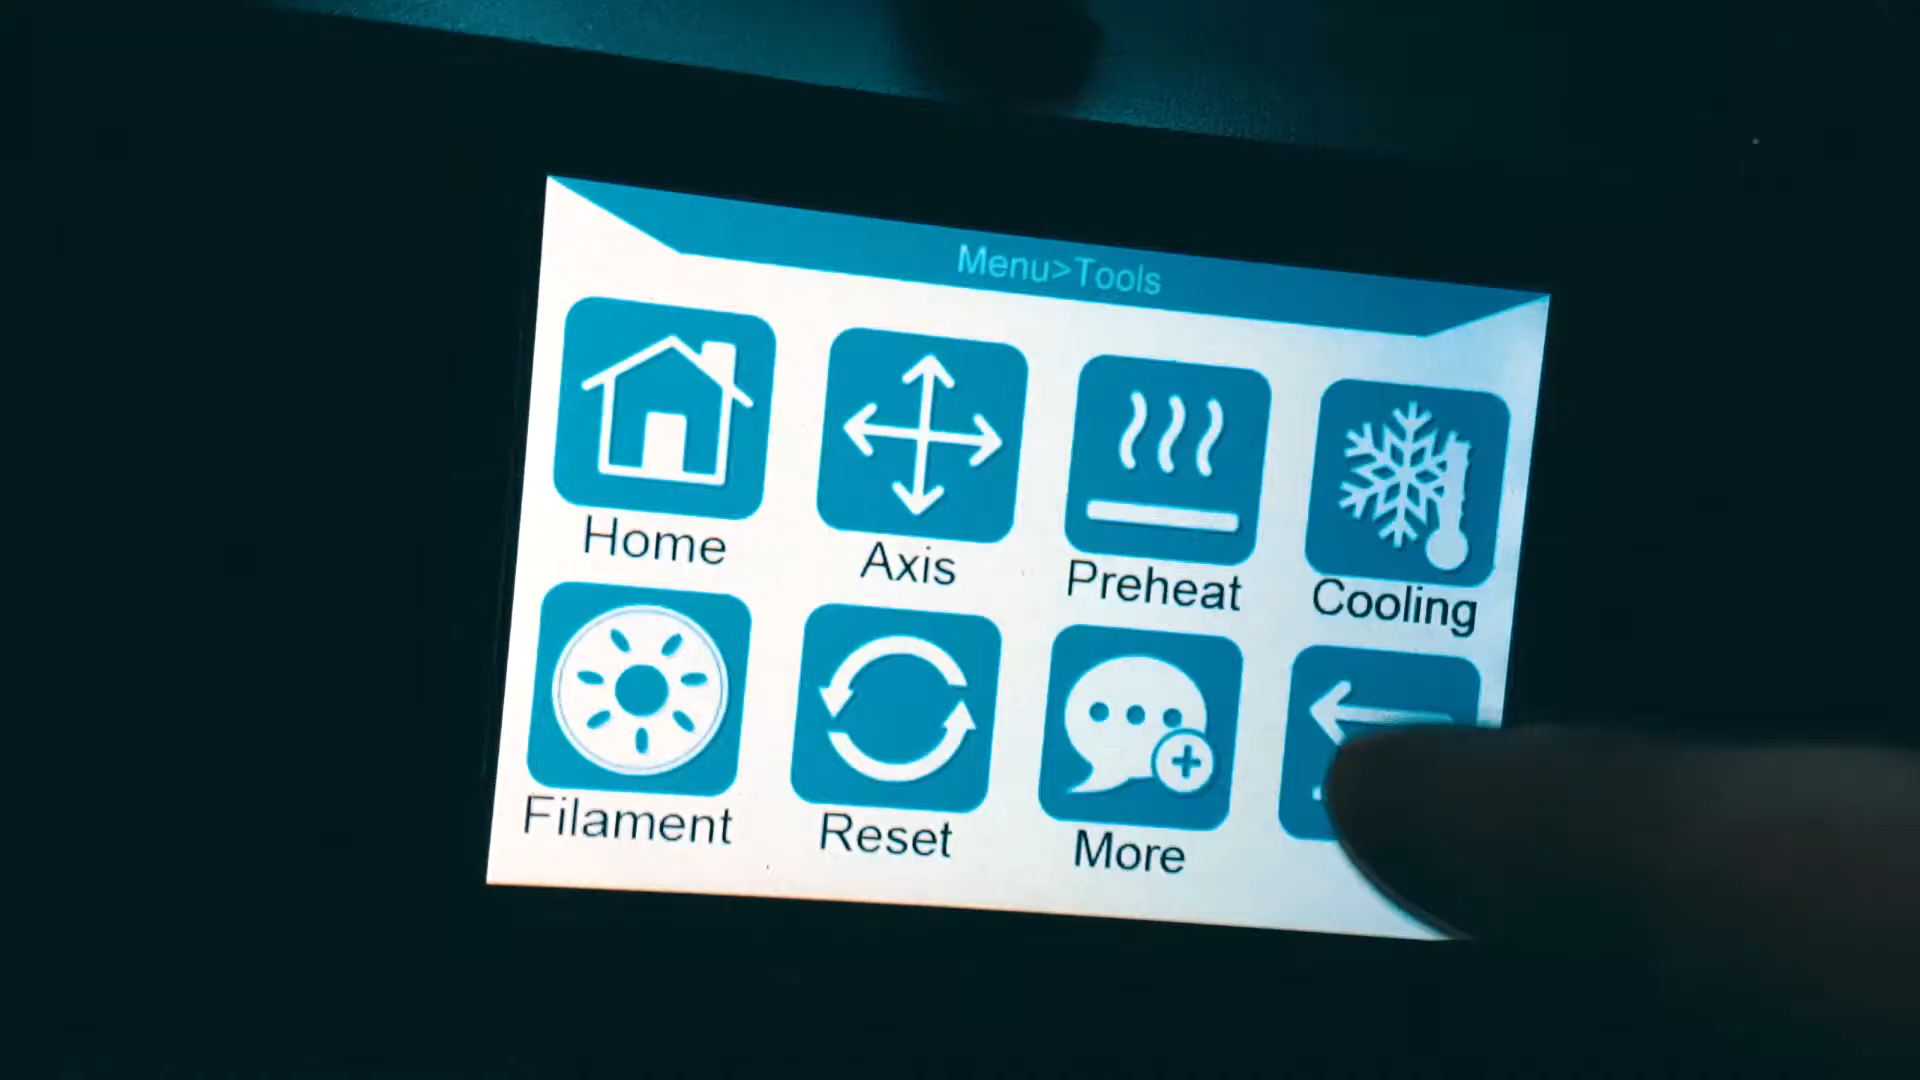 Menu>Tools
Home
Axis
Preheat
Cooling
Filament
Reset
More